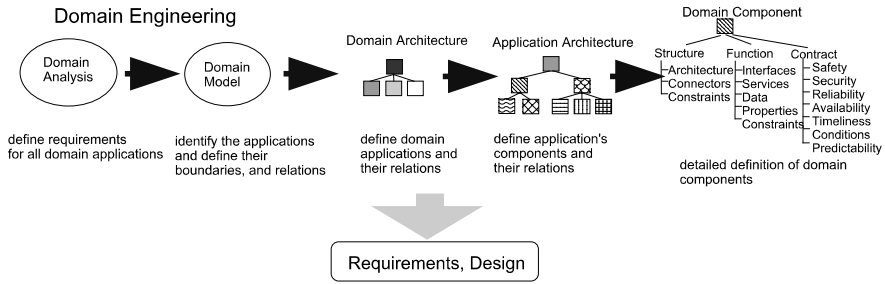 Domain Engineering
Domain
Analysis
define requirements
for all domain applications
Domain
Model
identify the applications
and define their
boundaries, and relations
Domain Architecture
define domain
applications and
their relations
Application Architecture
define application's
components and
their relations
Domain Component
Structure
Architecture
Connectors
Constraints
Function
Interfaces
Services
Data
Properties
Constraints
Contract
Safety
Security
Reliability
Availability
Timeliness
Conditions
Predictability
detailed definition of domain
components
Requirements, Design